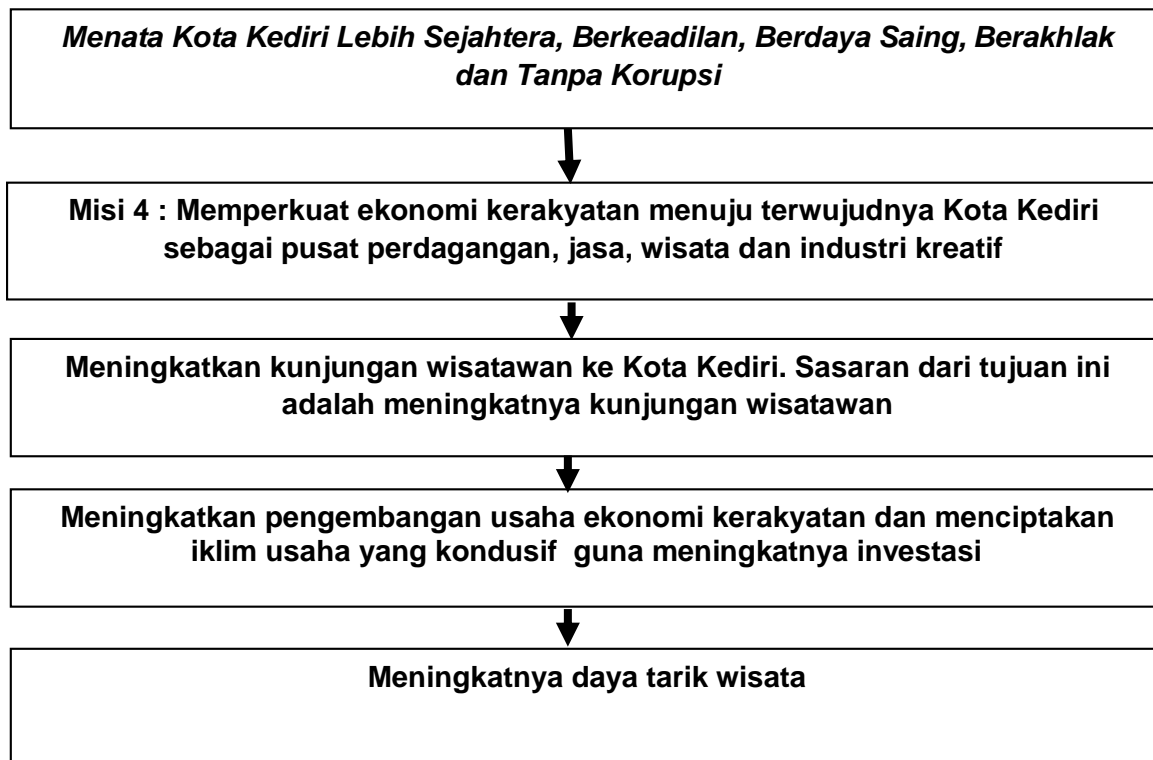 Menata Kota Kediri Lebih Sejahtera, Berkeadilan, Berdaya Saing, Berakhlak
dan Tanpa Korupsi
Misi 4 : Memperkuat ekonomi kerakyatan menuju terwujudnya Kota Kediri
sebagai pusat perdagangan, jasa, wisata dan industri kreatif
Meningkatkan kunjungan wisatawan ke Kota Kediri. Sasaran dari tujuan ini
adalah meningkatnya kunjungan wisatawan
Meningkatkan pengembangan usaha ekonomi kerakyatan dan menciptakan
iklim usaha yang kondusif guna meningkatnya investasi
Meningkatnya daya tarik wisata